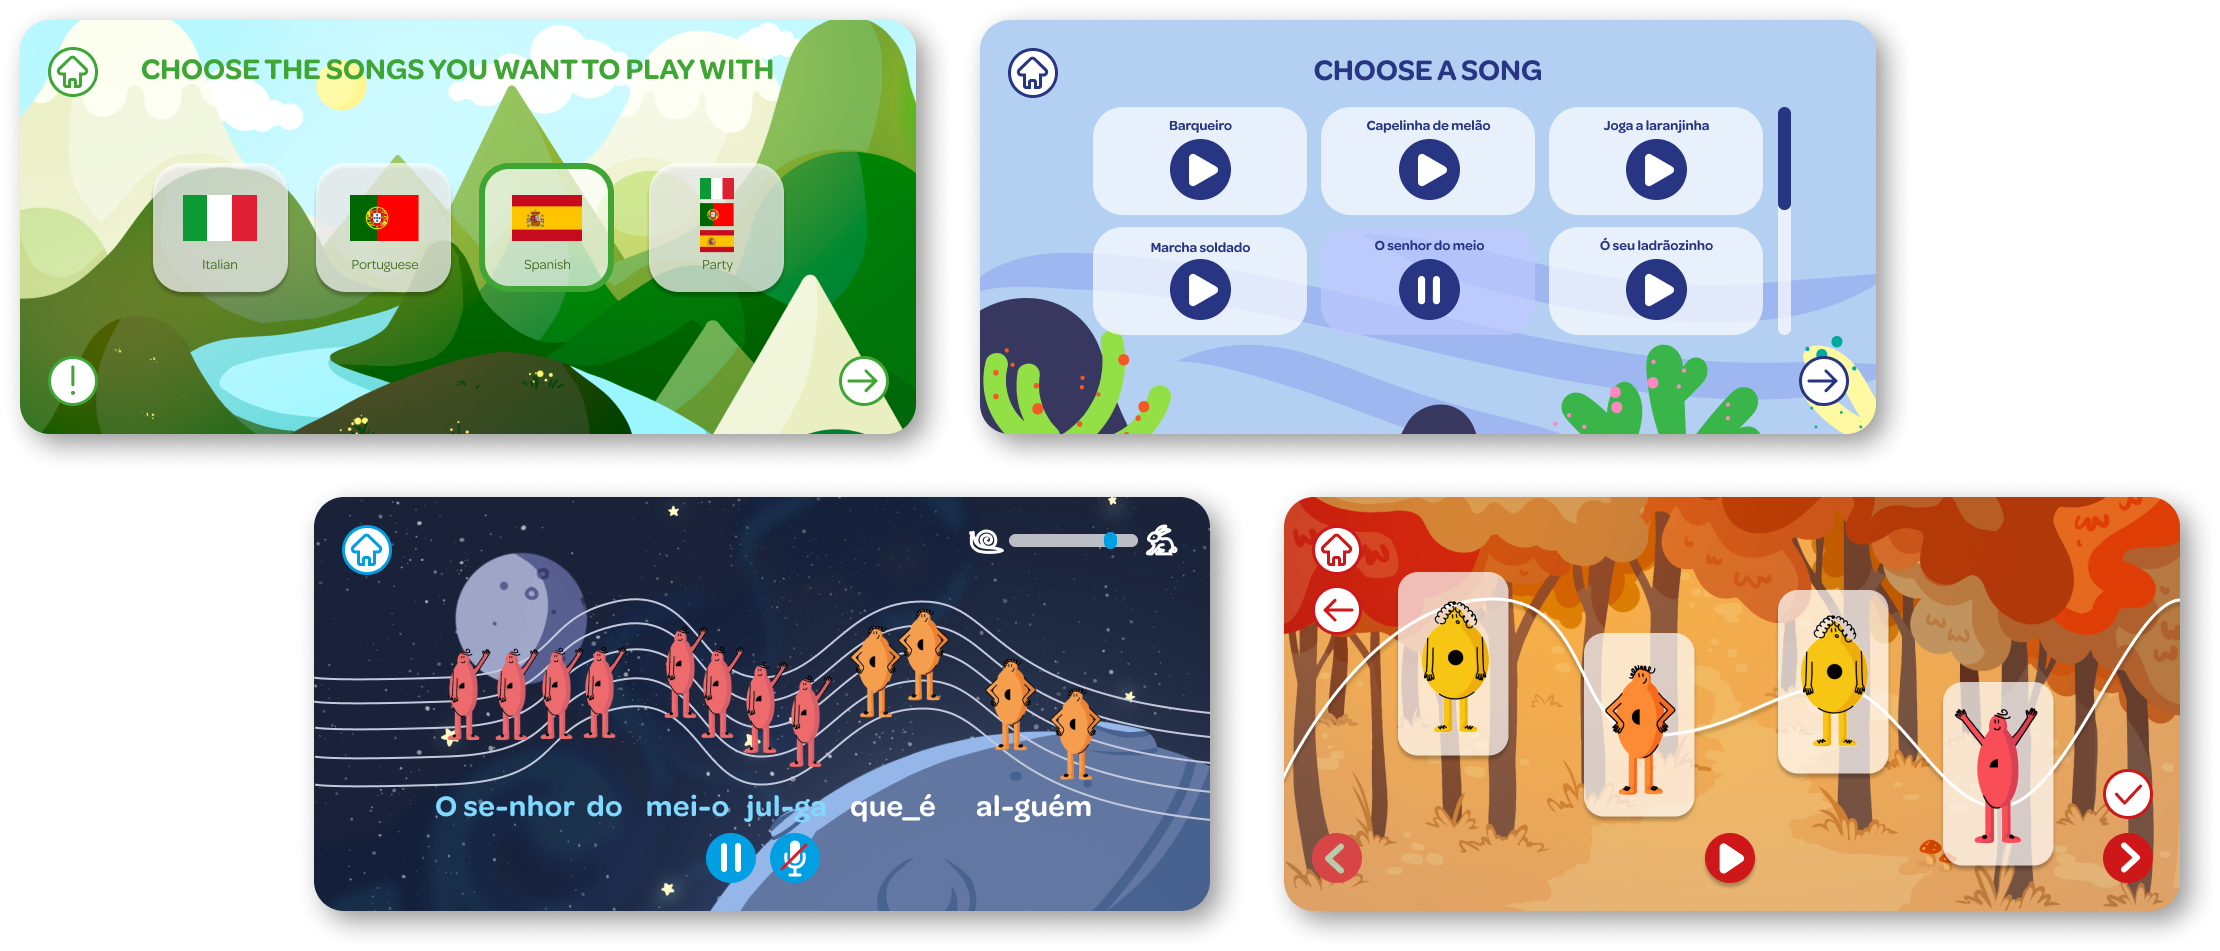 CHOOSE THE SONGS YOU WANT TO PLAY WITH
Italian
Portuguese
Spanish
Party
CHOOSE A SONG
Barqueiro
Capelinha de melão
Joga a laranjinha
Marcha soldado
O senhor do meio
Ó seu ladrãozinho
O se-nhor do mei-o jul-ga que_é al-guém